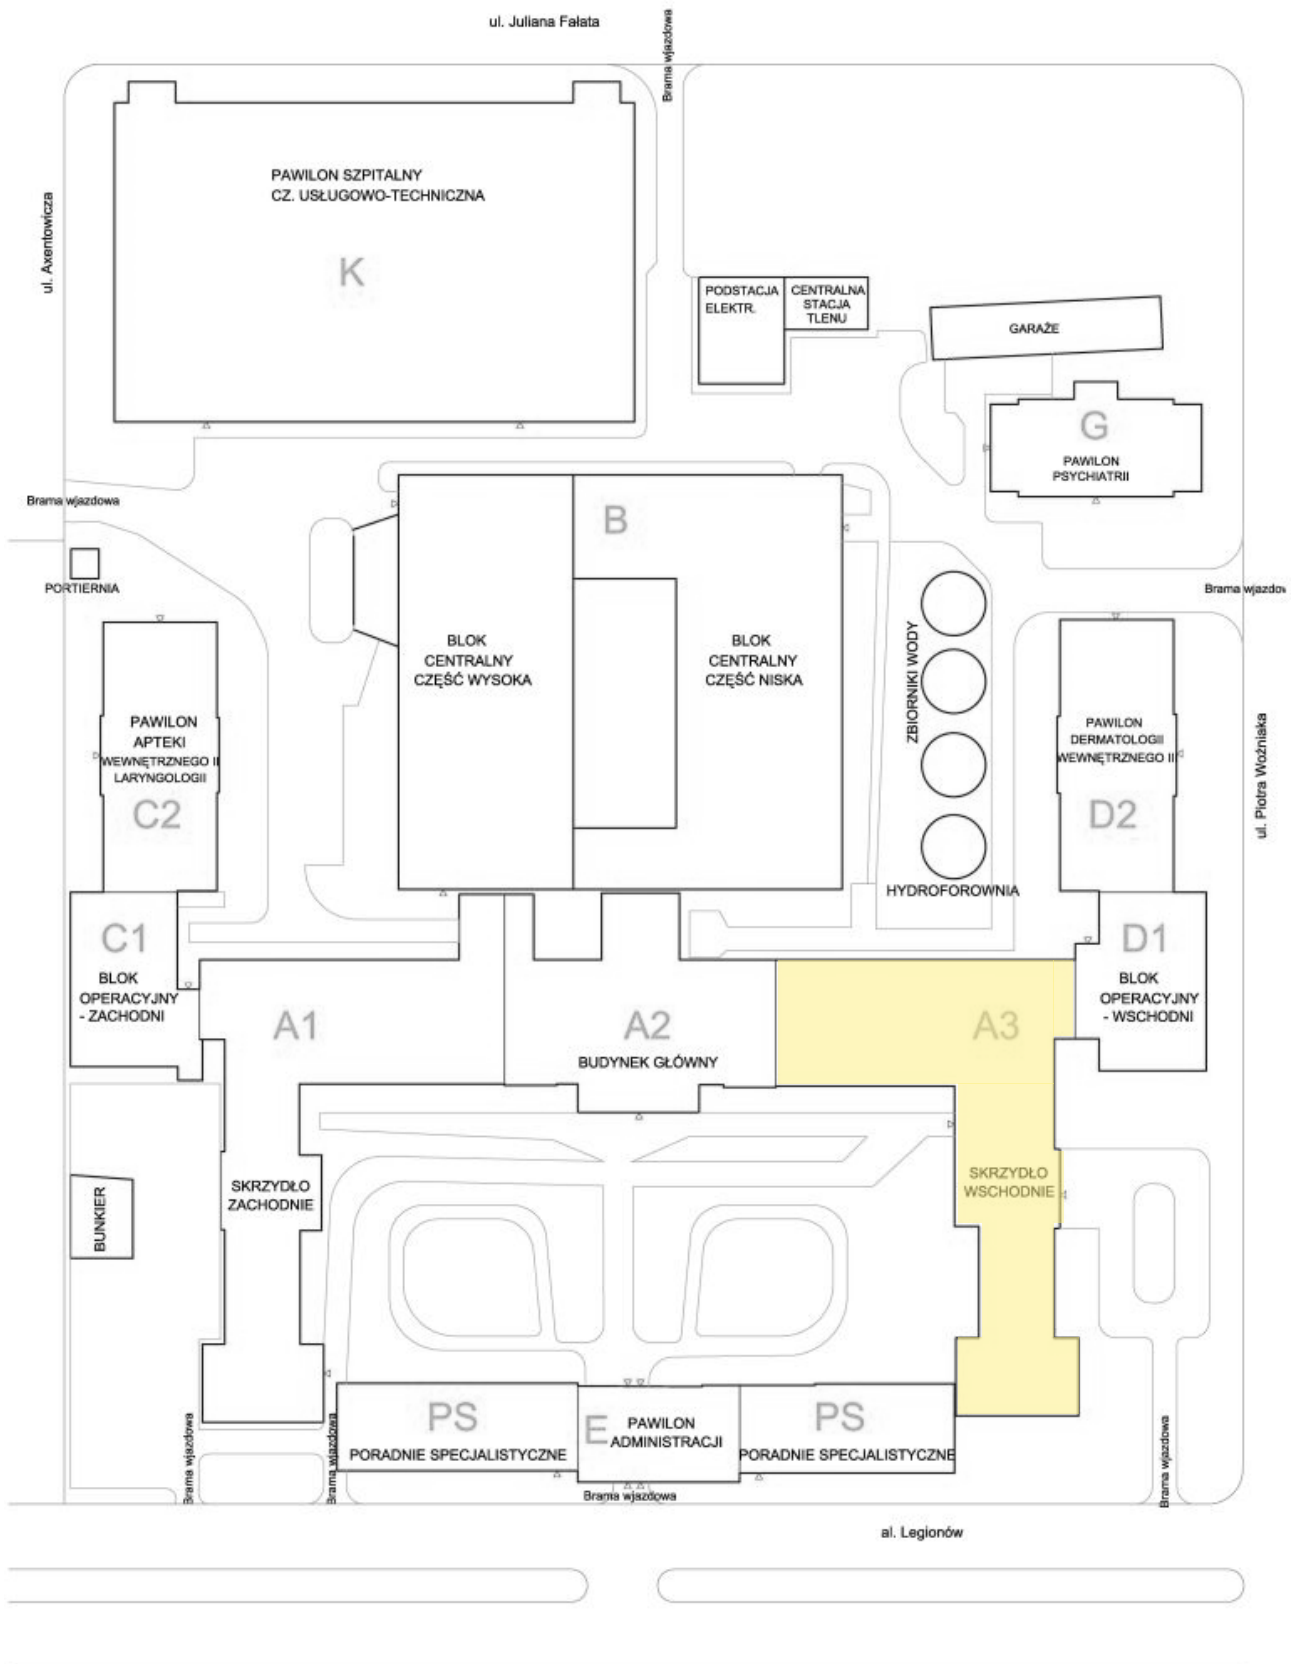 ul. Juliana Fałata
Brama wjazdowa
ul. Axentowicza
PAWILON SZPITALNY
CZ. USŁUGOWO-TECHNICZNA
K
PODSTACJA
ELEKTR.
CENTRALNA
STACJA
TLENU
GARAŻE
G
PAWILON
PSYCHIATRII
Brama wjazdowa
PORTIERNIA
B
BLOK
CENTRALNY
CZĘŚĆ WYSOKA
BLOK
CENTRALNY
CZĘŚĆ NISKA
ZBIORNIKI WODY
HYDROFOROWNIA
Brama wjazdow
PAWILON
APTEKI
WEWNĘTRZNEGO II
LARYNGOLOGII
C2
PAWILON
DERMATOLOGII
WEWNĘTRZNEGO III
D2
ul. Piotra Woźniaka
C1
BLOK
OPERACYJNY
- ZACHODNI
A1
A2
BUDYNEK GŁÓWNY
A3
D1
BLOK
OPERACYJNY
- WSCHODNI
BUNKIER
SKRZYDŁO
ZACHODNIE
SKRZYDŁO
WSCHODNIE
PS
PORADNIE SPECJALISTYCZNE
E
PAWILON
ADMINISTRACJI
PS
PORADNIE SPECJALISTYCZNE
Brama wjazdowa
Brama wjazdowa
Brama wjazdowa
Brama wjazdowa
al. Legionów